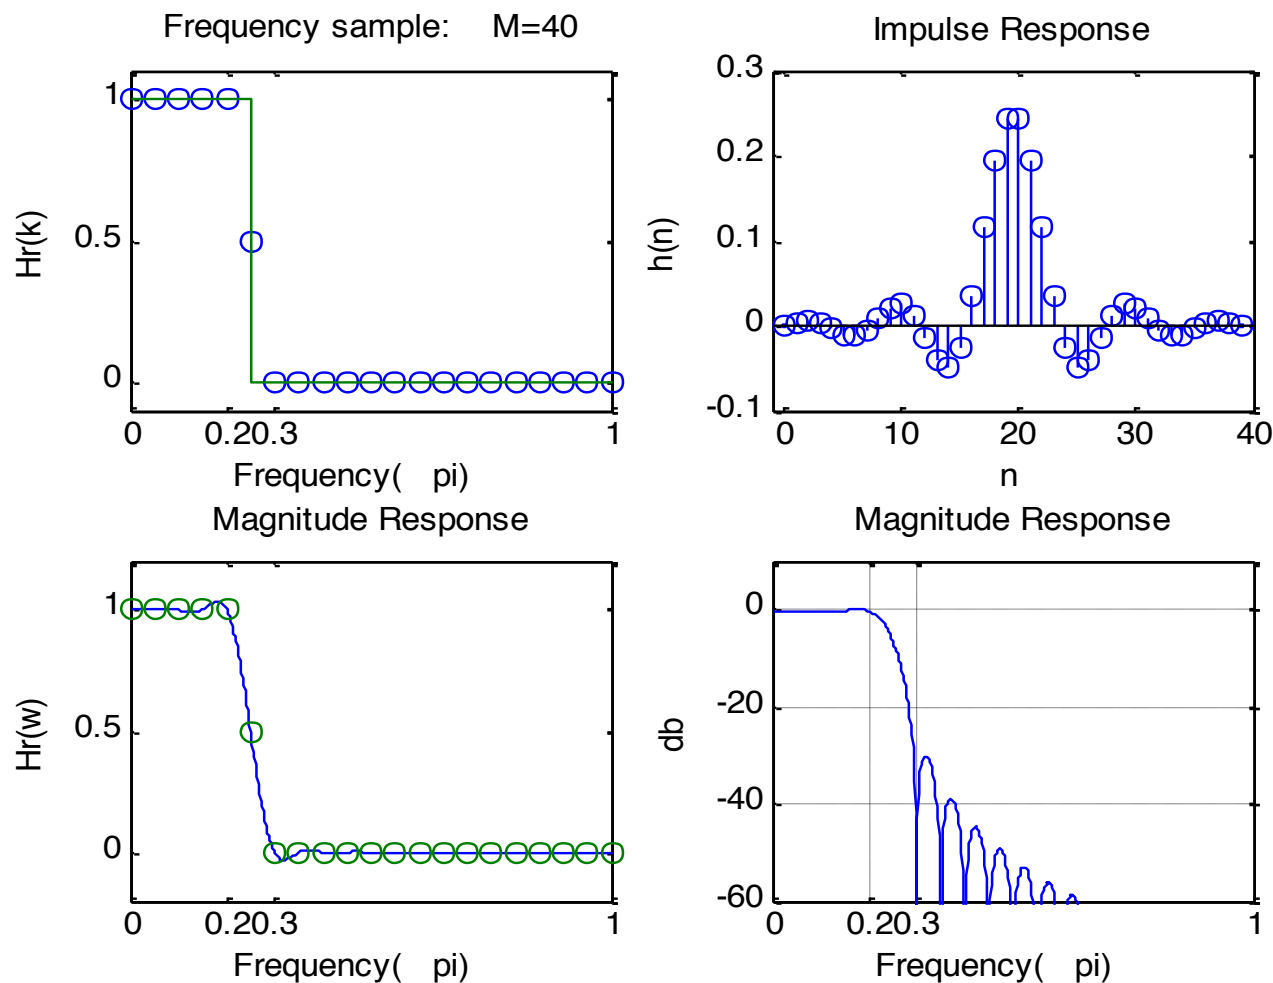 Frequency sample: M=40
1
0.5
0
Hr(k)
0 0.20.3 1
Frequency( pi)
Impulse Response
0.3
0.2
0.1
0
-0.1
h(n)
0 10 20 30 40
n
Magnitude Response
1
0.5
0
Hr(w)
0 0.20.3 1
Frequency( pi)
Magnitude Response
0
-20
-40
-60
db
0 0.20.3 1
Frequency( pi)